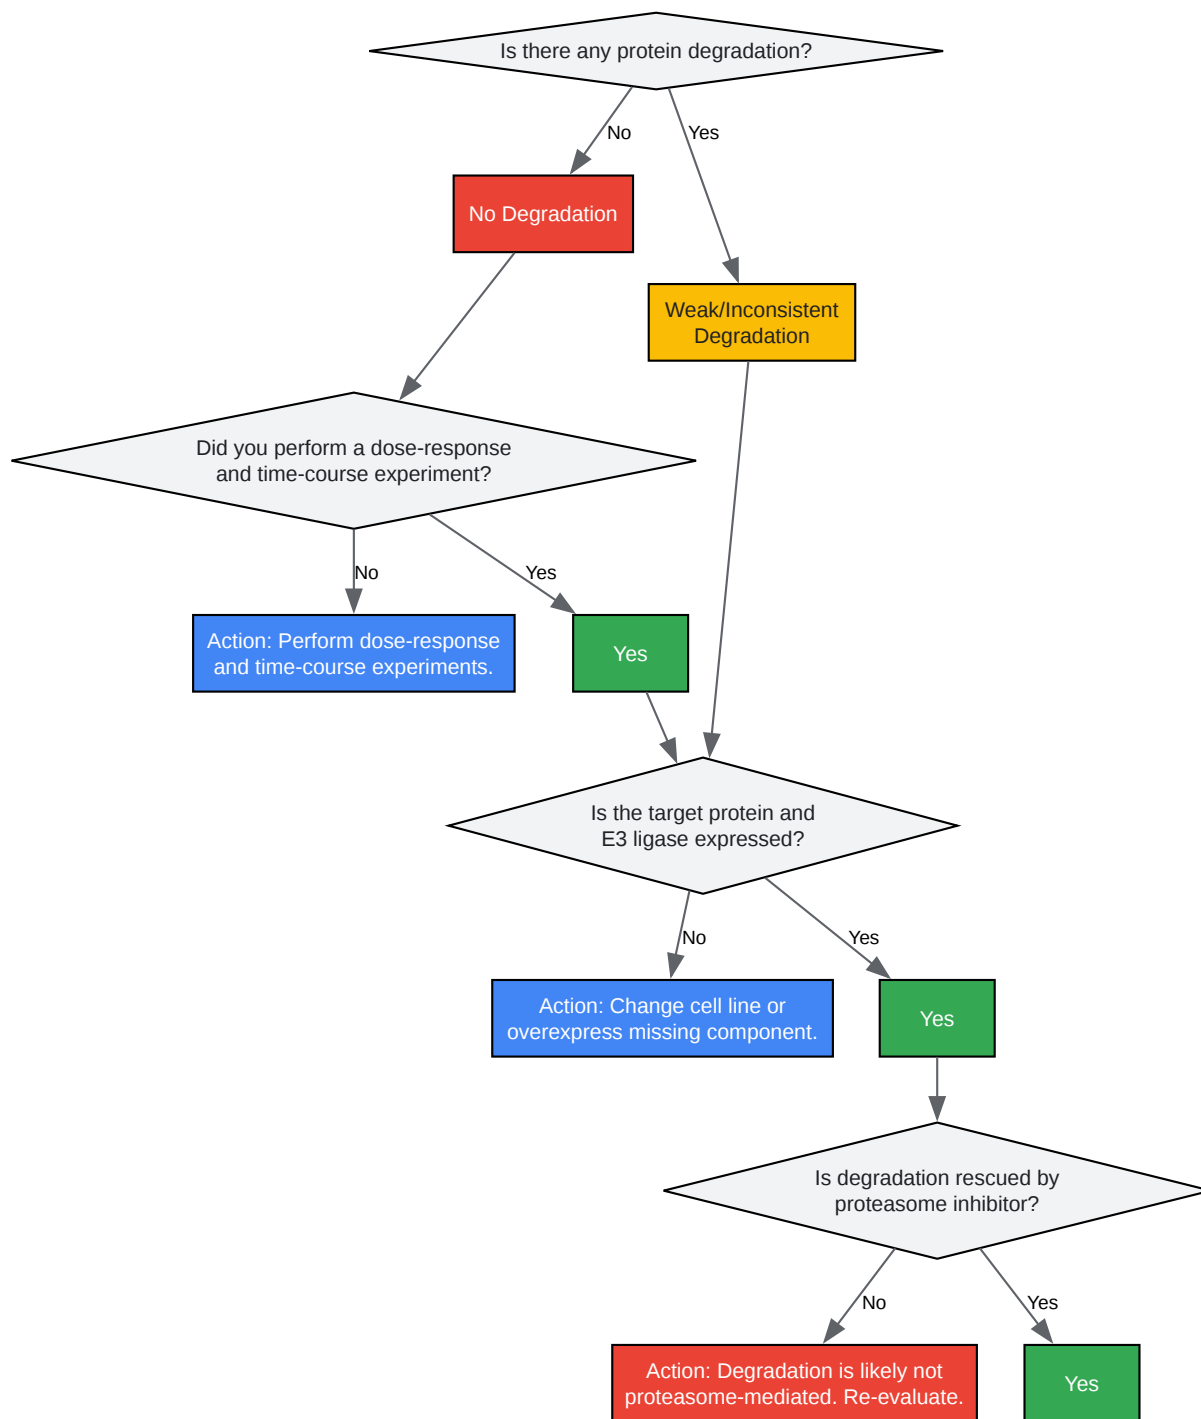 Is there any protein degradation?
No
Yes
No Degradation
Weak/Inconsistent
Degradation
Did you perform a dose-response
and time-course experiment?
No
Yes
Action: Perform dose-response
and time-course experiments.
Yes
Is the target protein and
E3 ligase expressed?
No
Yes
Action: Change cell line or
overexpress missing component.
Yes
Is degradation rescued by
proteasome inhibitor?
No
Yes
Action: Degradation is likely not
proteasome-mediated. Re-evaluate.
Yes